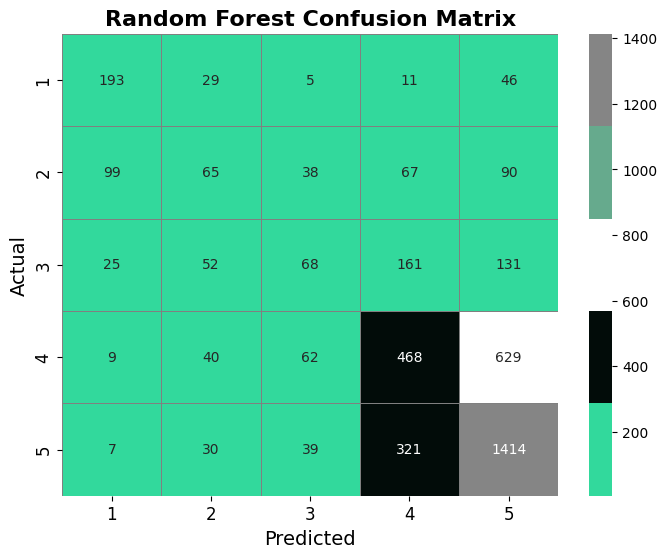 Random Forest Confusion Matrix
Actual
1 193 29 5 11 46
2 99 65 38 67 90
3 25 52 68 161 131
4 9 40 62 468 629
5 7 30 39 321 1414
1 2 3 4 5
Predicted
1400
1200
1000
800
600
400
200